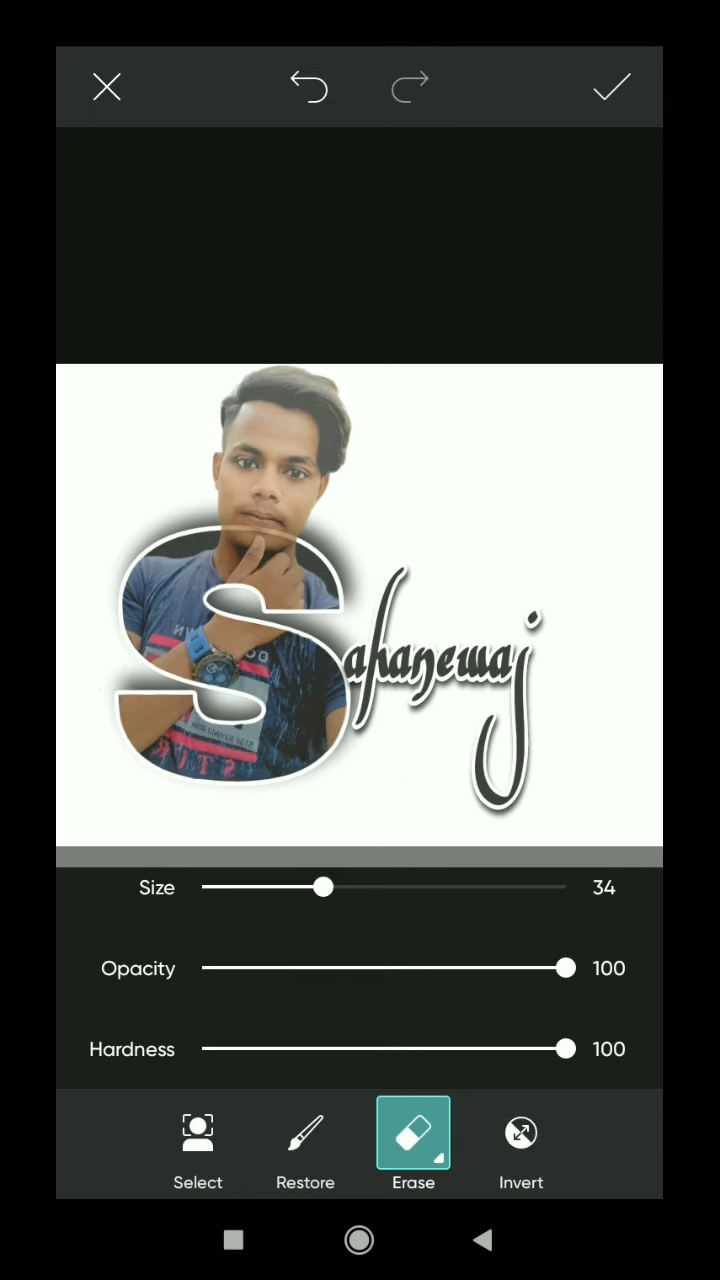 Sahanewaj
Size 34
Opacity 100
Hardness 100
Select Restore Erase Invert